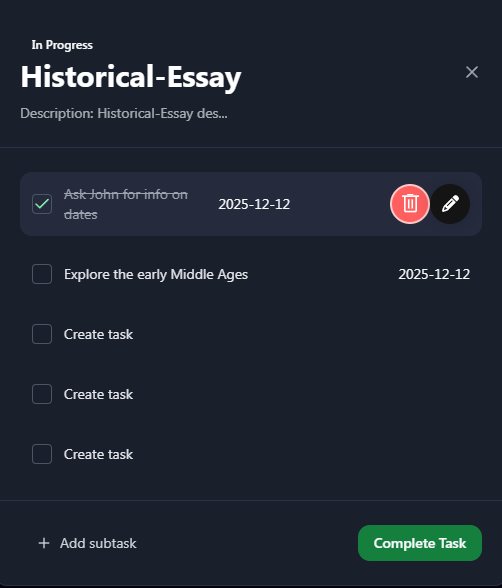 In Progress
Historical-Essay
Description: Historical-Essay des...
Ask John for info on
dates
2025-12-12
Explore the early Middle Ages
2025-12-12
Create task
Create task
Create task
Add subtask
Complete Task